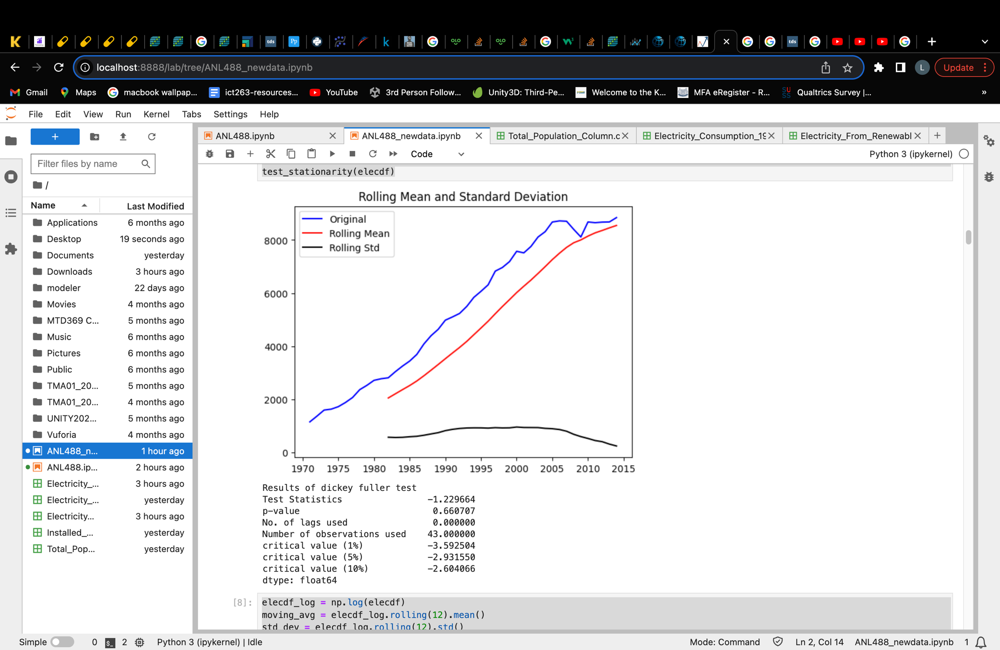 localhost:8888/lab/tree/ANL488_newdata.ipynb
L
Update
Gmail
Maps
macbook wallpap...
ict263-resources...
YouTube
3rd Person Follow...
Unity3D: Third-Pe...
Welcome to the K...
MFA eRegister - R...
Qualtrics Survey |...
»
File Edit View Run Kernel Tabs Settings Help
ANL488.ipynb
ANL488_newdata.ipynb
Total_Population_Column.c
Electricity_Consumption_19
Electricity_From_Renewabl
Code
Python 3 (ipykernel)
Filter files by name
/
Name Last Modified
Applications 6 months ago
Desktop 19 seconds ago
Documents yesterday
Downloads 3 hours ago
modeler 22 days ago
Movies 4 months ago
MTD369 C... 5 months ago
Music 6 months ago
Pictures 6 months ago
Public 6 months ago
TMA01_20... 5 months ago
TMA01_20... 4 months ago
UNITY202... 5 months ago
Vuforia 4 months ago
ANL488_n... 1 hour ago
ANL488.ip... 2 hours ago
Electricity_... 3 hours ago
Electricity_... yesterday
Electricity... 3 hours ago
Installed_... yesterday
Total_Pop... yesterday
test_stationarity(elecdf)
Rolling Mean and Standard Deviation
Original
Rolling Mean
Rolling Std
8000
6000
4000
2000
0
1970 1975 1980 1985 1990 1995 2000 2005 2010 2015
Results of dickey fuller test
Test Statistics -1.229664
p-value 0.660707
No. of lags used 0.000000
Number of observations used 43.000000
critical value (1%) -3.592504
critical value (5%) -2.931550
critical value (10%) -2.604066
dtype: float64
[8]:
elecdf_log = np.log(elecdf)
moving_avg = elecdf_log.rolling(12).mean()
std_dev = elecdf_log.rolling(12).std()
Simple 0 2 Python 3 (ipykernel) | Idle
Mode: Command Ln 2, Col 14 ANL488_newdata.ipynb 1